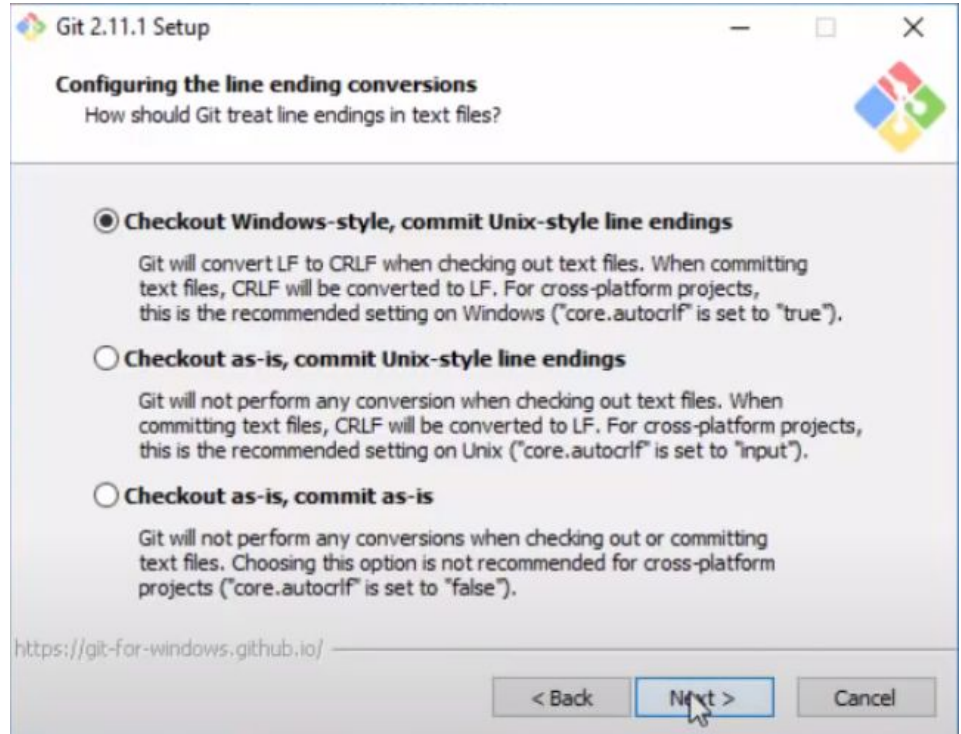 Git 2.11.1 Setup
Configuring the line ending conversions
How should Git treat line endings in text files?
Checkout Windows-style, commit Unix-style line endings
Git will convert LF to CRLF when checking out text files. When committing
text files, CRLF will be converted to LF. For cross-platform projects,
this is the recommended setting on Windows ("core.autocrlf" is set to "true").
Checkout as-is, commit Unix-style line endings
Git will not perform any conversion when checking out text files. When
committing text files, CRLF will be converted to LF. For cross-platform projects,
this is the recommended setting on Unix ("core.autocrlf" is set to "input").
Checkout as-is, commit as-is
Git will not perform any conversions when checking out or committing
text files. Choosing this option is not recommended for cross-platform
projects ("core.autocrlf" is set to "false").
https://git-for-windows.github.io/
< Back Next > Cancel